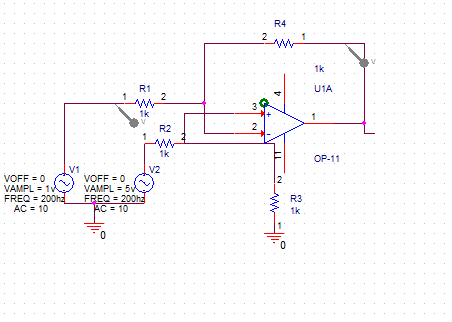 R4
2
1
1k
U1A
4
V
R1
1
2
1k
V
3
+
2
-
1
R2
1
2
1k
11
OP-11
V1
VOFF = 0
VAMPL = 1v
FREQ = 200hz
AC = 10
V2
VOFF = 0
VAMPL = 5v
FREQ = 200hz
AC = 10
2
R3
1k
1
0
0